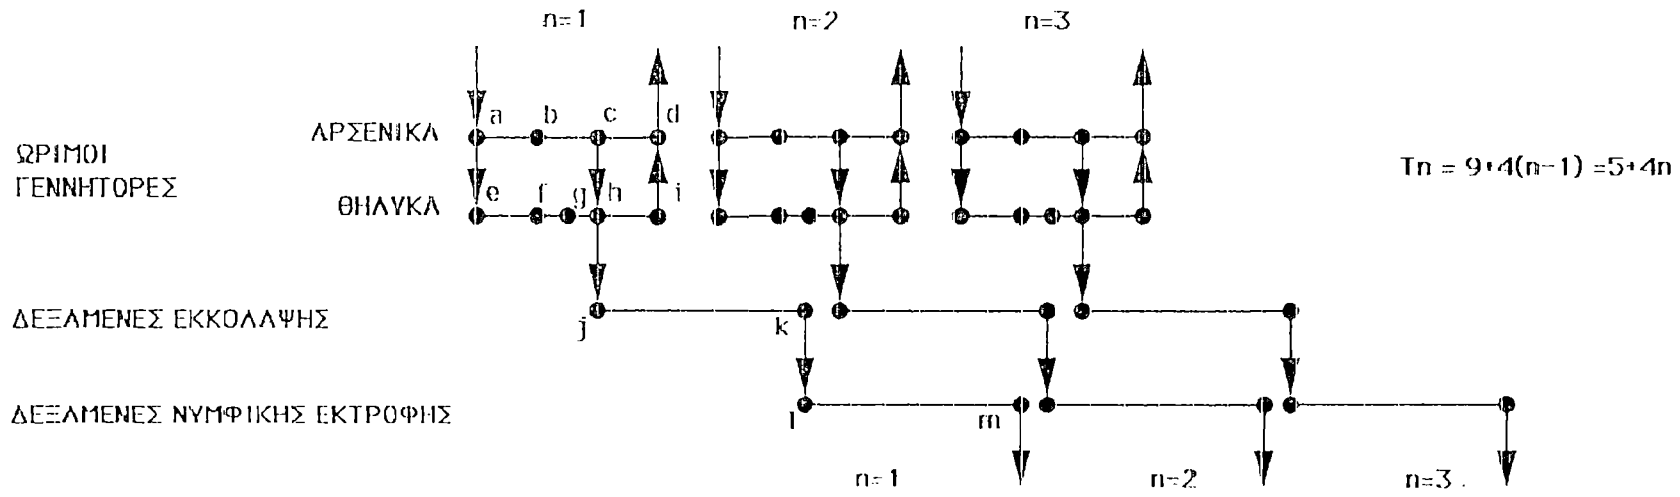 n=1 n=2 n=3
a b c d
ΑΡΣΕΝΙΚΑ
ΩΡΙΜΟΙ
ΓΕΝΝΗΤΟΡΕΣ
Tn = 9+4(n-1) =5+4n
e f g h i
ΘΗΛΥΚΑ
ΔΕΞΑΜΕΝΕΣ ΕΚΚΟΛΑΨΗΣ
j k
ΔΕΞΑΜΕΝΕΣ ΝΥΜΦΙΚΗΣ ΕΚΤΡΟΦΗΣ
l m
n=1 n=2 n=3